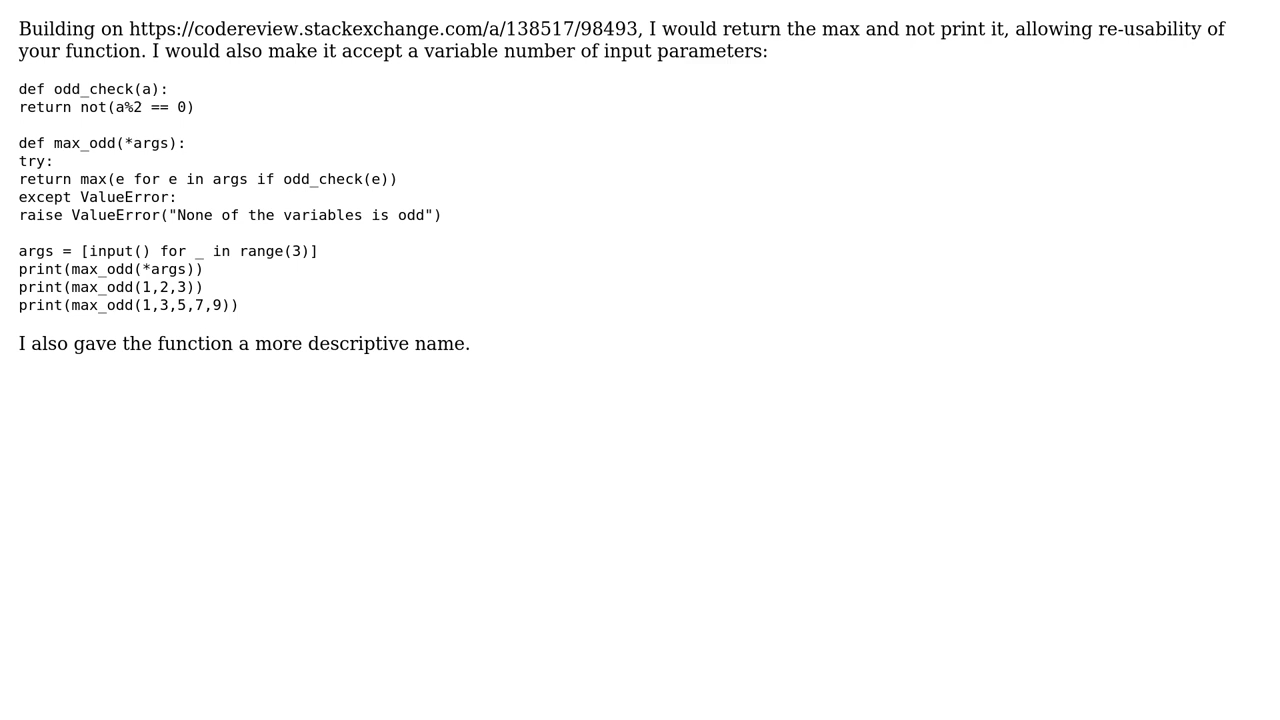 Building on https://codereview.stackexchange.com/a/138517/98493, I would return the max and not print it, allowing re-usability of
your function. I would also make it accept a variable number of input parameters:
def odd_check(a):
return not(a%2 == 0)
def max_odd(*args):
try:
return max(e for e in args if odd_check(e))
except ValueError:
raise ValueError("None of the variables is odd")
args = [input() for _ in range(3)]
print(max_odd(*args))
print(max_odd(1,2,3))
print(max_odd(1,3,5,7,9))
I also gave the function a more descriptive name.